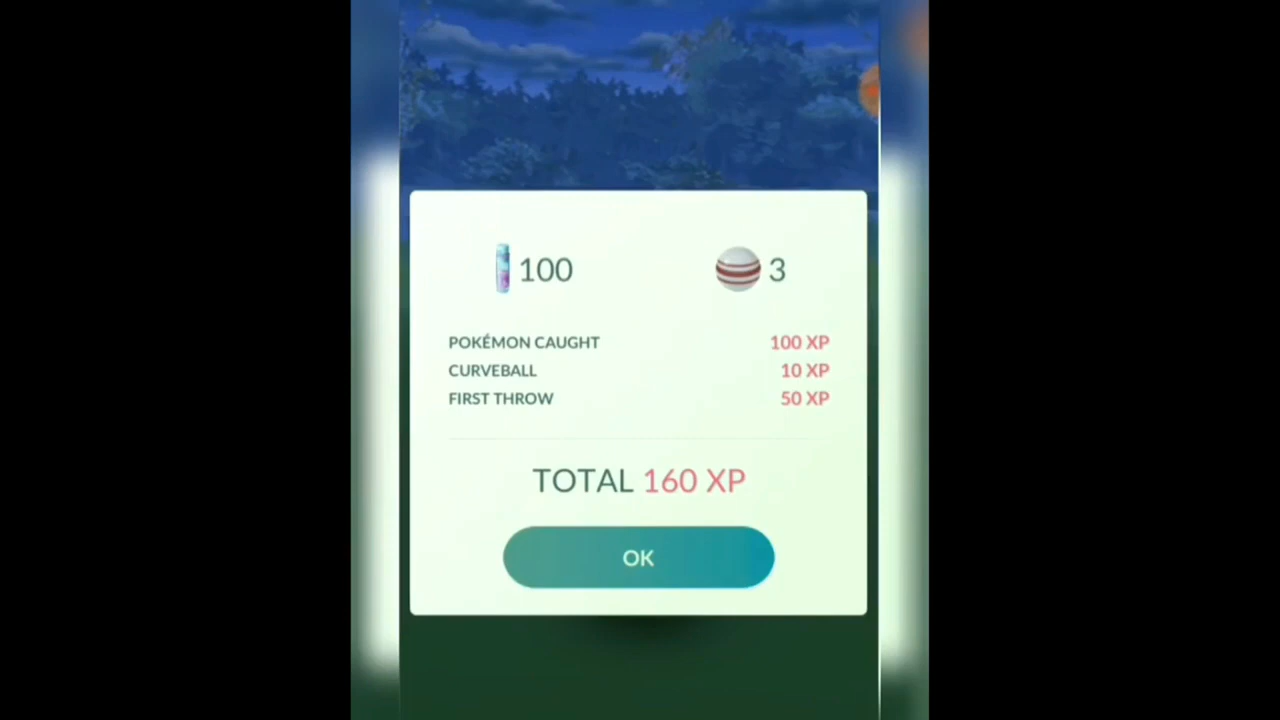 100 3
POKÉMON CAUGHT 100 XP
CURVEBALL 10 XP
FIRST THROW 50 XP
TOTAL 160 XP
OK